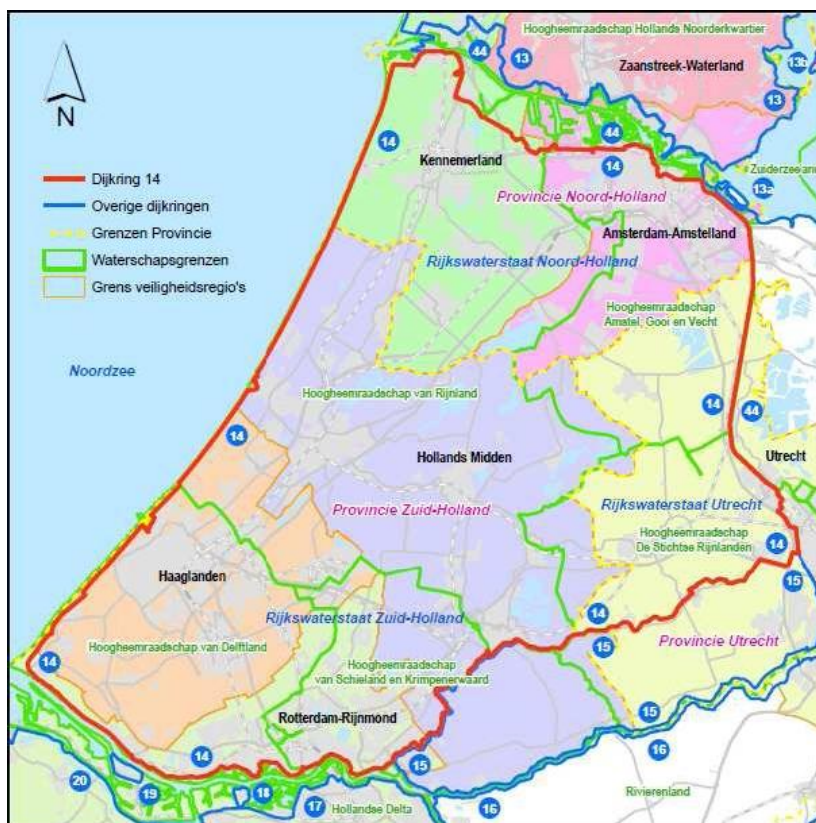 Hoogheemraadschap Hollands Noorderkwartier
44
13
Zaanstreek-Waterland
13b
13
N
14
Kennemerland
44
14
Zuiderzeeland
13a
Dijkring 14
Overige dijkringen
Grenzen Provincie
Waterschapsgrenzen
Grens veiligheidsregio's
Provincie Noord-Holland
Amsterdam-Amstelland
Rijkswaterstaat Noord-Holland
Hoogheemraadschap
Amstel, Gooi en Vecht
Noordzee
Hoogheemraadschap van Rijnland
14
44
14
Hollands Midden
Utrecht
Provincie Zuid-Holland
Rijkswaterstaat Utrecht
Hoogheemraadschap
De Stichtse Rijnlanden
14
15
Haaglanden
Rijkswaterstaat Zuid-Holland
14
15
Provincie Utrecht
Hoogheemraadschap van Delftland
14
Hoogheemraadschap
van Schieland en Krimpenerwaard
Rotterdam-Rijnmond
15
16
14
15
20
19
18
17
Hollandse Delta
16
Rivierenland